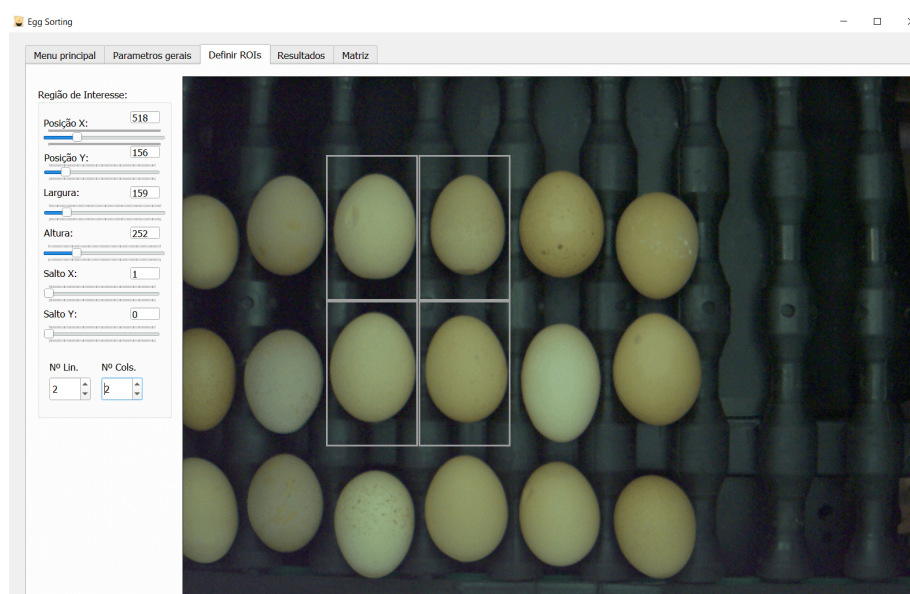 Egg Sorting
Menu principal Parametros gerais Definir ROIs Resultados Matriz
Região de Interesse:
Posição X: 518
Posição Y: 156
Largura: 159
Altura: 252
Salto X: 1
Salto Y: 0
Nº Lin. Nº Cols.
2 2